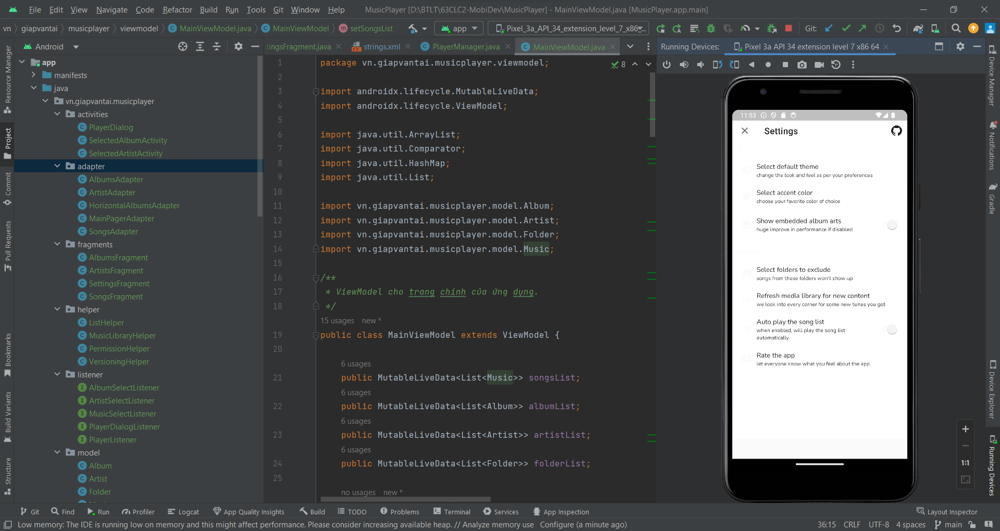 File Edit View Navigate Code Refactor Build Run Tools Git Window Help MusicPlayer [D:\BTLT\63CLC2-MobiDev\MusicPlayer] - MainViewModel.java [MusicPlayer.app.main]
vn giapvantai musicplayer viewmodel MainViewModel.java MainViewModel setSongsList app Pixel_3a_API_34_extension_level_7_x86_... Git:
Android
tingsFragment.java strings.xml PlayerManager.java MainViewModel.java
Running Devices: Pixel 3a API 34 extension level 7 x86 64
Resource Manager
Project
Commit
Pull Requests
Bookmarks
Build Variants
Structure
app
manifests
java
vn.giapvantai.musicplayer
activities
PlayerDialog
SelectedAlbumActivity
SelectedArtistActivity
adapter
AlbumsAdapter
ArtistAdapter
HorizontalAlbumsAdapter
MainPagerAdapter
SongsAdapter
fragments
AlbumsFragment
ArtistsFragment
SettingsFragment
SongsFragment
helper
ListHelper
MusicLibraryHelper
PermissionHelper
VersioningHelper
listener
AlbumSelectListener
ArtistSelectListener
MusicSelectListener
PlayerDialogListener
PlayerListener
model
Album
Artist
Folder
8
1 package vn.giapvantai.musicplayer.viewmodel;
2
3 import androidx.lifecycle.MutableLiveData;
4 import androidx.lifecycle.ViewModel;
5
6 import java.util.ArrayList;
7 import java.util.Comparator;
8 import java.util.HashMap;
9 import java.util.List;
10
11 import vn.giapvantai.musicplayer.model.Album;
12 import vn.giapvantai.musicplayer.model.Artist;
13 import vn.giapvantai.musicplayer.model.Folder;
14 import vn.giapvantai.musicplayer.model.Music;
15
16 /**
17 * ViewModel cho trang chính của ứng dụng.
18 */
15 usages new *
19 public class MainViewModel extends ViewModel {
20
6 usages
21 public MutableLiveData<List<Music>> songsList;
6 usages
22 public MutableLiveData<List<Album>> albumList;
6 usages
23 public MutableLiveData<List<Artist>> artistList;
6 usages
24 public MutableLiveData<List<Folder>> folderList;
25
no usages new *
11:53
Settings
Select default theme
change the look and feel as per your preferences
Select accent color
choose your favorite color of choice
Show embedded album arts
huge improve in performance if disabled
Select folders to exclude
songs from these folders won't show up
Refresh media library for new content
we look into every corner for some new tunes you got
Auto play the song list
when enabled, will play the song list
automatically
Rate the app
let everyone know what you feel about the app
1:1
Device Manager
Notifications
Gradle
Device Explorer
Running Devices
Git Find Run Profiler Logcat App Quality Insights Build TODO Problems Terminal Services App Inspection Layout Inspector
Low memory: The IDE is running low on memory and this might affect performance. Please consider increasing available heap. // Analyze memory use Configure (a minute ago) 36:15 CRLF UTF-8 4 spaces main